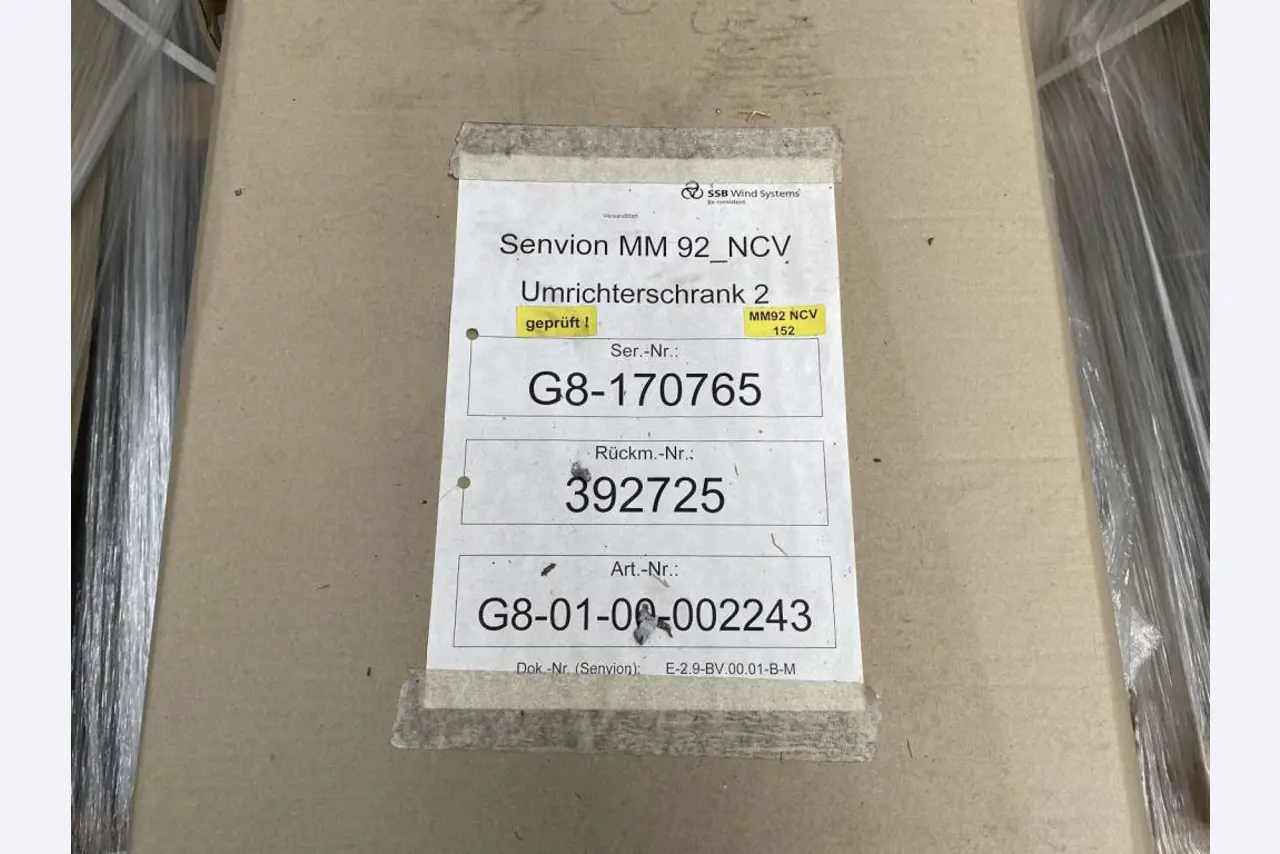 SSB Wind Systems
Be consistent.
Versandblatt
Senvion MM 92_NCV
Umrichterschrank 2
geprüft !
MM92 NCV
152
Ser.-Nr.:
G8-170765
Rückm.-Nr.:
392725
Art.-Nr.:
G8-01-00-002243
Dok.-Nr. (Senvion): E-2.9-BV.00.01-B-M